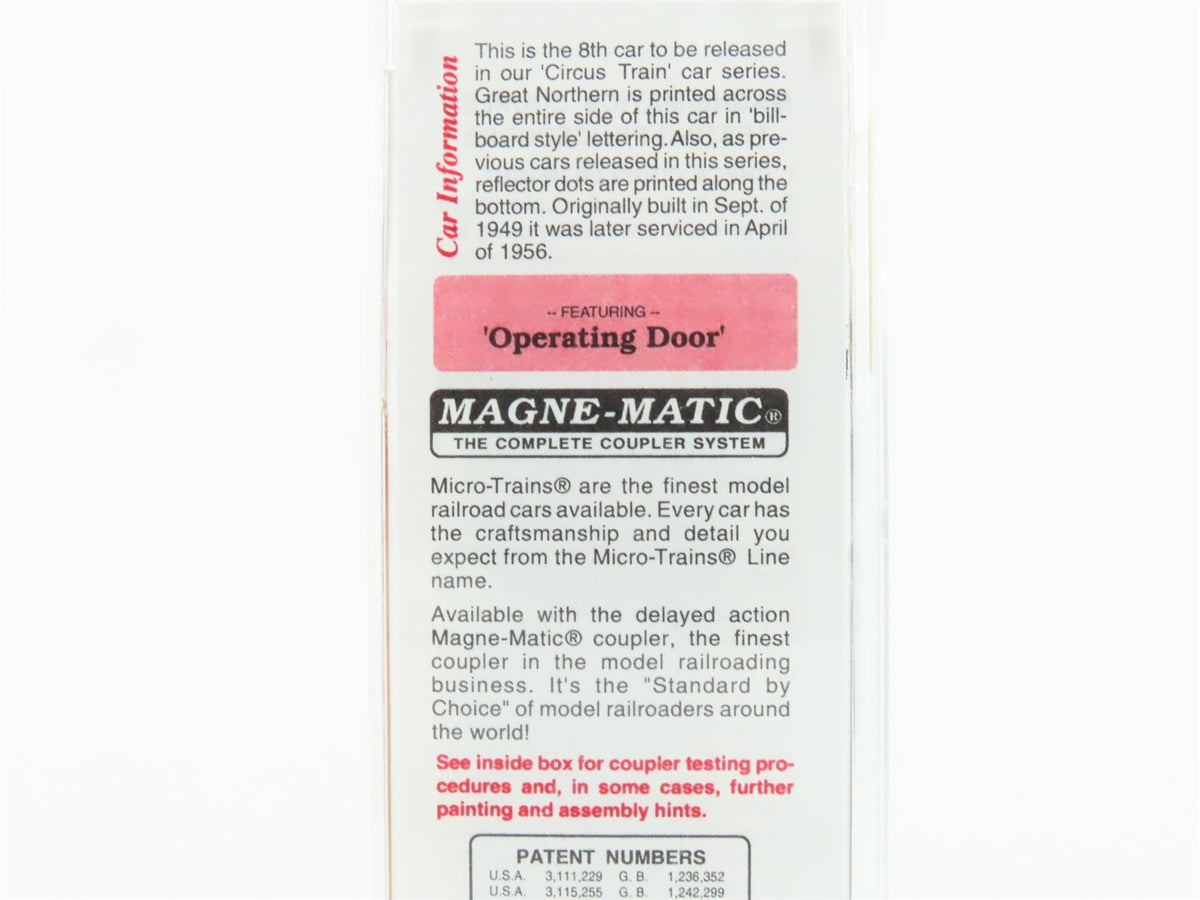 Car Information
This is the 8th car to be released
in our 'Circus Train' car series.
Great Northern is printed across
the entire side of this car in 'bill-
board style' lettering. Also, as pre-
vious cars released in this series,
reflector dots are printed along the
bottom. Originally built in Sept. of
1949 it was later serviced in April
of 1956.
-- FEATURING --
'Operating Door'
MAGNE-MATIC®
THE COMPLETE COUPLER SYSTEM
Micro-Trains® are the finest model
railroad cars available. Every car has
the craftsmanship and detail you
expect from the Micro-Trains® Line
name.
Available with the delayed action
Magne-Matic® coupler, the finest
coupler in the model railroading
business. It's the "Standard by
Choice" of model railroaders around
the world!
See inside box for coupler testing pro-
cedures and, in some cases, further
painting and assembly hints.
PATENT NUMBERS
U.S.A. 3,111,229 G. B. 1,236,352
U.S.A. 3,115,255 G. B. 1,242,299